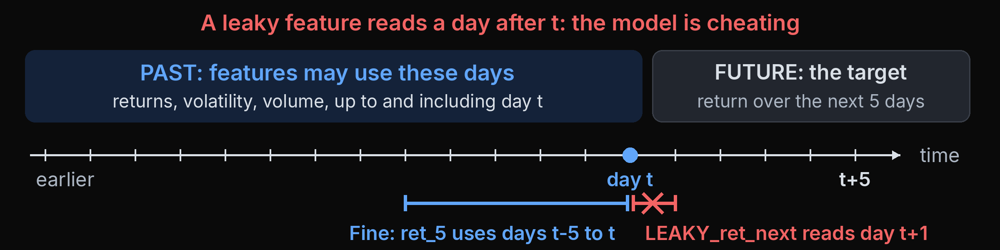 A leaky feature reads a day after t: the model is cheating
PAST: features may use these days
returns, volatility, volume, up to and including day t
FUTURE: the target
return over the next 5 days
time
earlier
day t
t+5
Fine: ret_5 uses days t-5 to t
LEAKY_ret_next reads day t+1